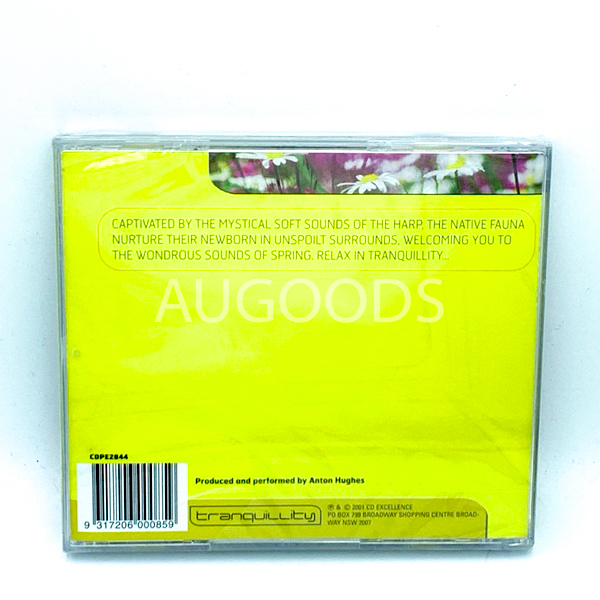 CAPTIVATED BY THE MYSTICAL SOFT SOUNDS OF THE HARP, THE NATIVE FAUNA
NURTURE THEIR NEWBORN IN UNSPOILT SURROUNDS, WELCOMING YOU TO
THE WONDROUS SOUNDS OF SPRING. RELAX IN TRANQUILLITY...
AUGOODS
CDPE2844
Produced and performed by Anton Hughes
9 317206 000859
tranquillity
℗ & © 2001 CD EXCELLENCE
PO BOX 798 BROADWAY SHOPPING CENTRE BROAD-
WAY NSW 2007